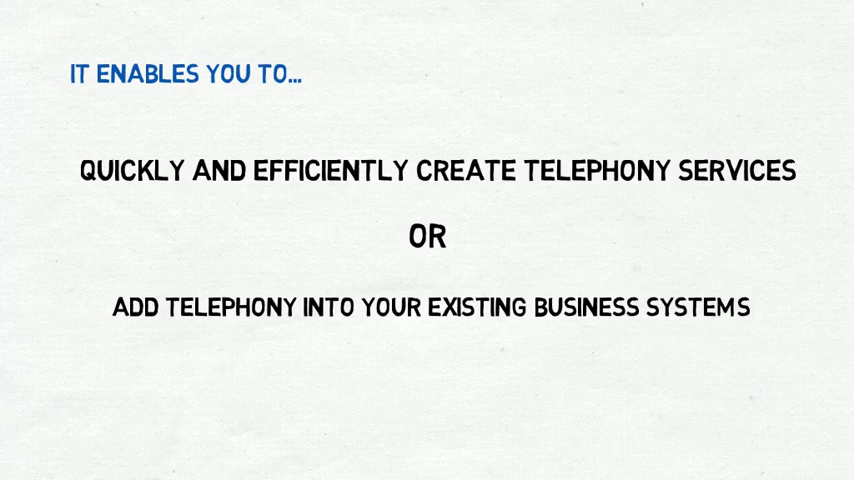 IT ENABLES YOU TO...
QUICKLY AND EFFICIENTLY CREATE TELEPHONY SERVICES
OR
ADD TELEPHONY INTO YOUR EXISTING BUSINESS SYSTEMS